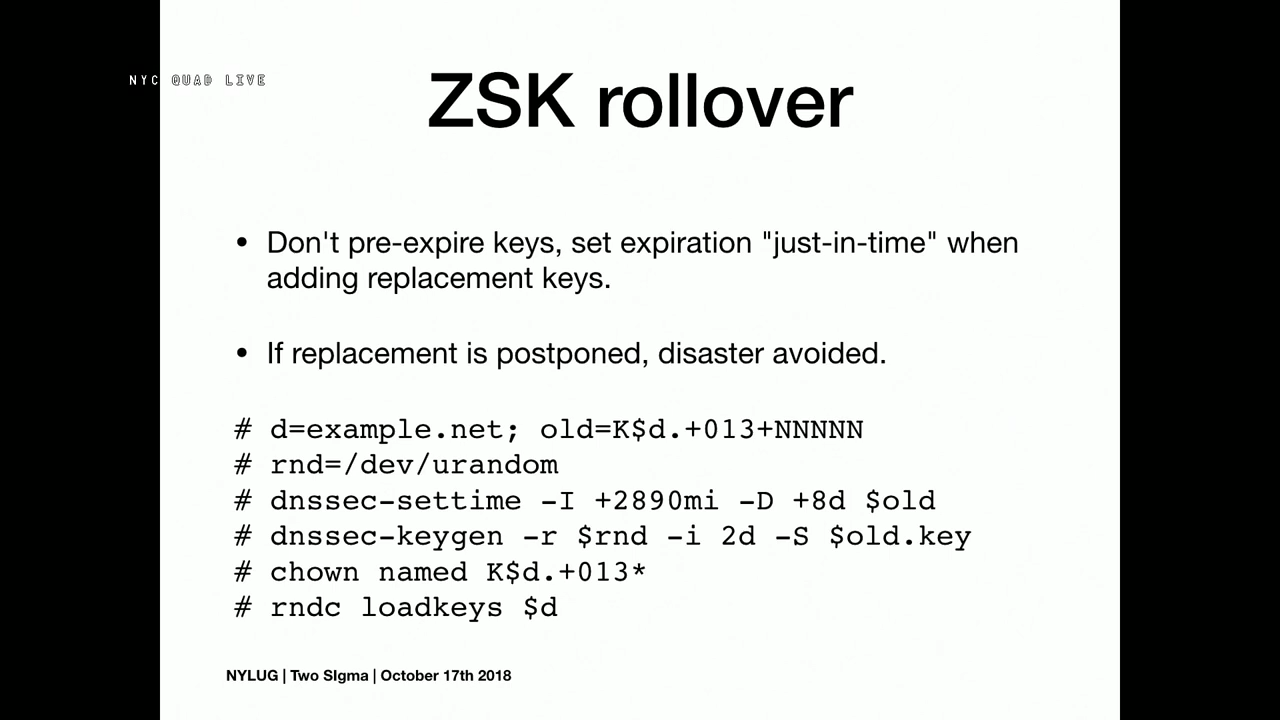 NYC QUAD LIVE
ZSK rollover
• Don't pre-expire keys, set expiration "just-in-time" when
adding replacement keys.
• If replacement is postponed, disaster avoided.
# d=example.net; old=K$d.+013+NNNNN
# rnd=/dev/urandom
# dnssec-settime -I +2890mi -D +8d $old
# dnssec-keygen -r $rnd -i 2d -S $old.key
# chown named K$d.+013*
# rndc loadkeys $d
NYLUG | Two SIgma | October 17th 2018